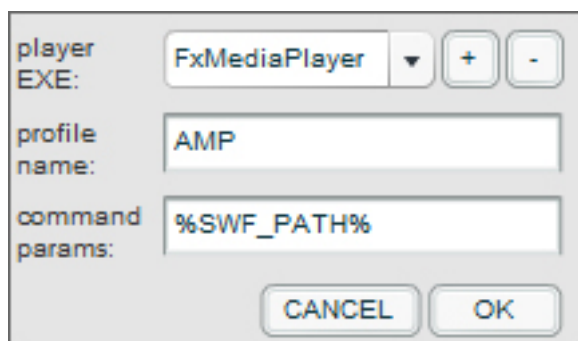 player EXE: FxMediaPlayer + -
profile name: AMP
command params: %SWF_PATH%
CANCEL OK